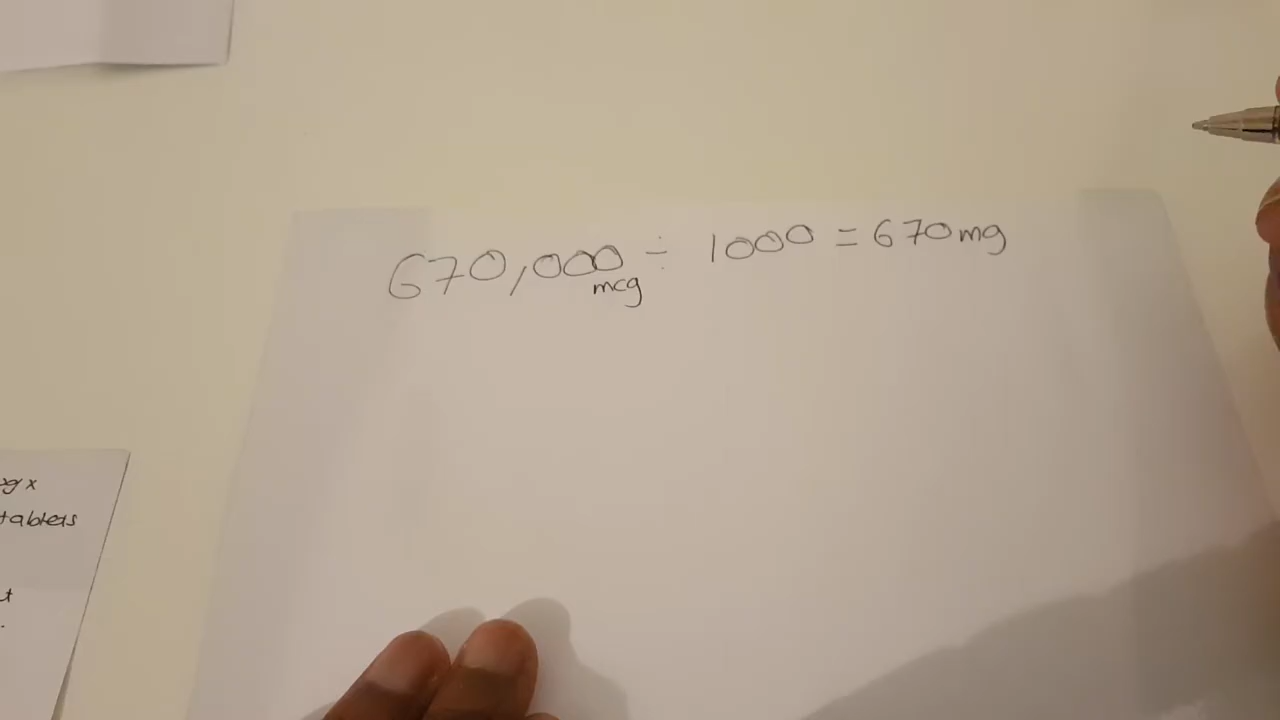 670,000 ÷ 1000 = 670mg
mcg
x
tablets